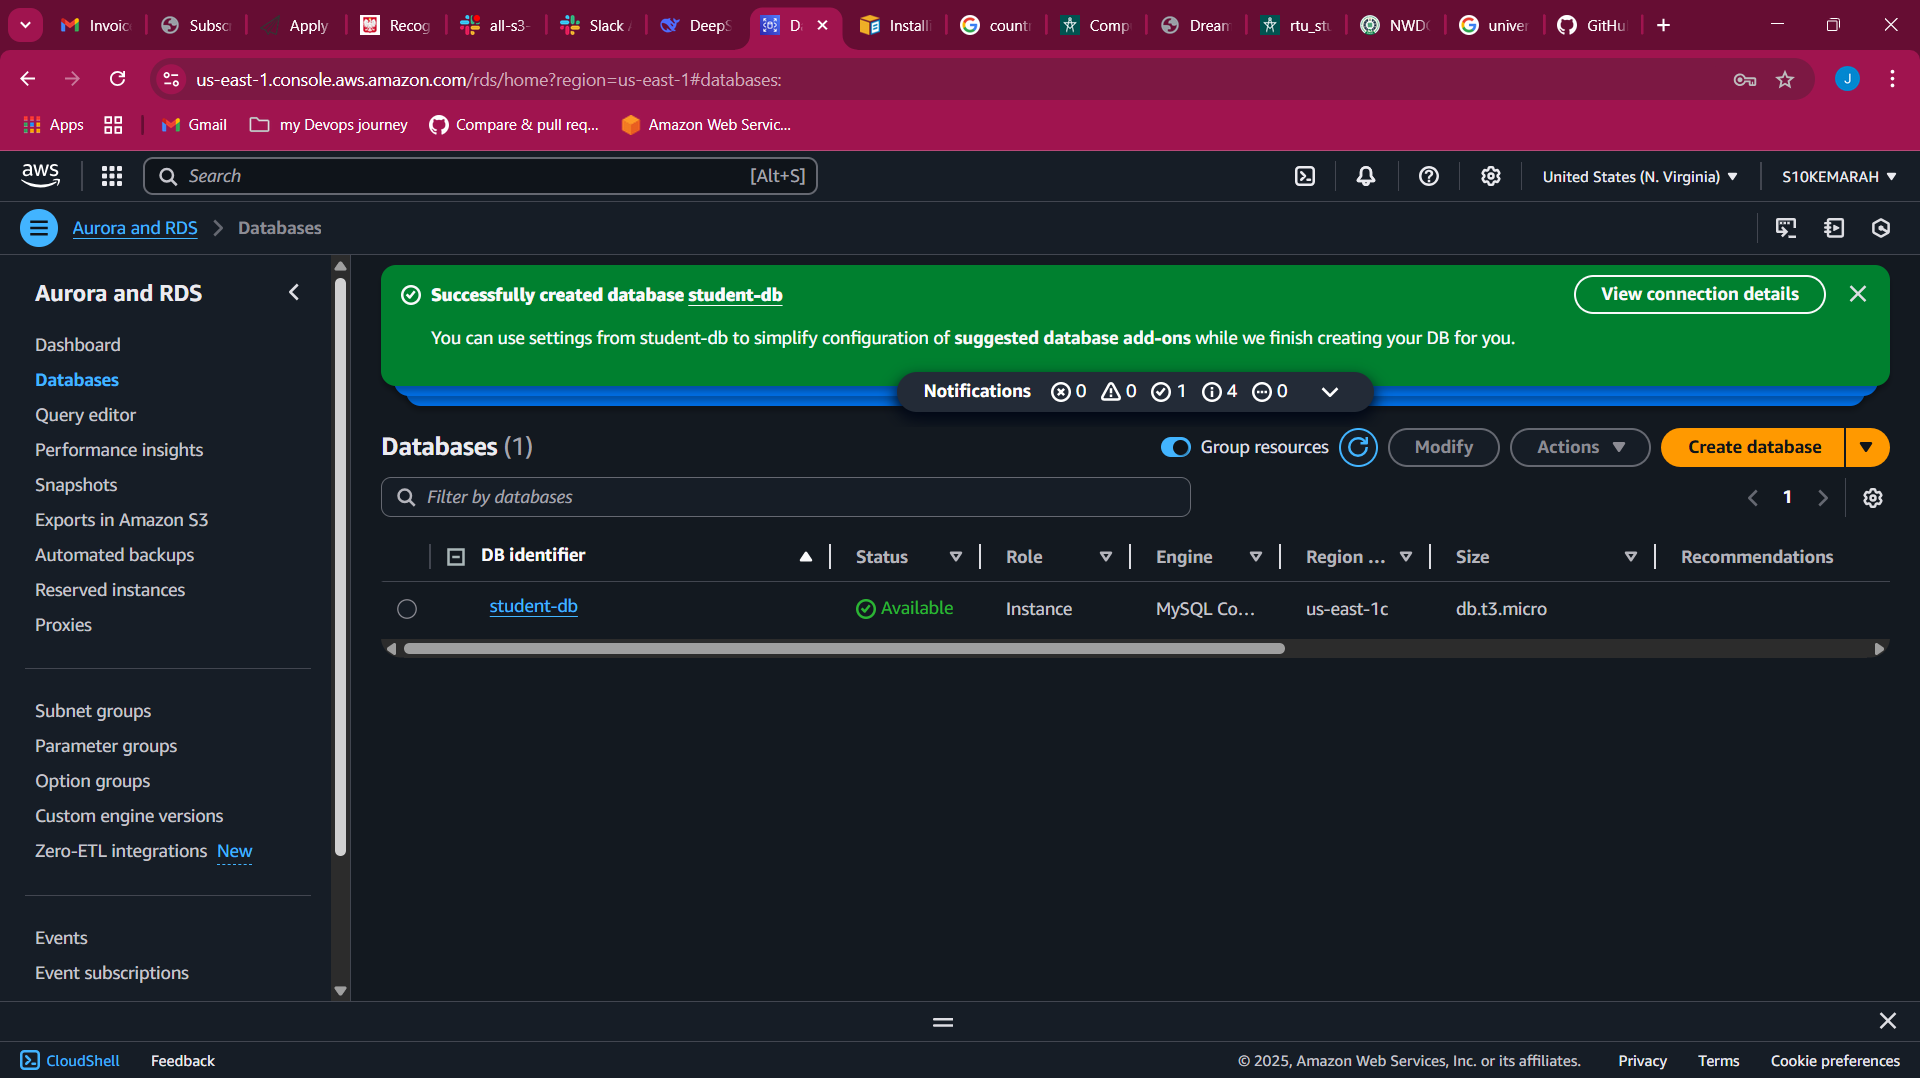 Invoic
Subscr
Apply
Recog
all-s3-
Slack
DeepS
D
Installi
count
Comp
Dream
rtu_stu
NWD
univer
GitHu
us-east-1.console.aws.amazon.com/rds/home?region=us-east-1#databases:
J
Apps
Gmail
my Devops journey
Compare & pull req...
Amazon Web Servic...
aws
Search
[Alt+S]
United States (N. Virginia)
S10KEMARAH
Aurora and RDS
Databases
Aurora and RDS
Dashboard
Databases
Query editor
Performance insights
Snapshots
Exports in Amazon S3
Automated backups
Reserved instances
Proxies
Subnet groups
Parameter groups
Option groups
Custom engine versions
Zero-ETL integrations New
Events
Event subscriptions
Successfully created database student-db
View connection details
You can use settings from student-db to simplify configuration of suggested database add-ons while we finish creating your DB for you.
Notifications 0 0 1 4 0
Databases (1)
Group resources
Modify
Actions
Create database
Filter by databases
1
DB identifier Status Role Engine Region ... Size Recommendations
student-db Available Instance MySQL Co... us-east-1c db.t3.micro
CloudShell
Feedback
© 2025, Amazon Web Services, Inc. or its affiliates.
Privacy
Terms
Cookie preferences